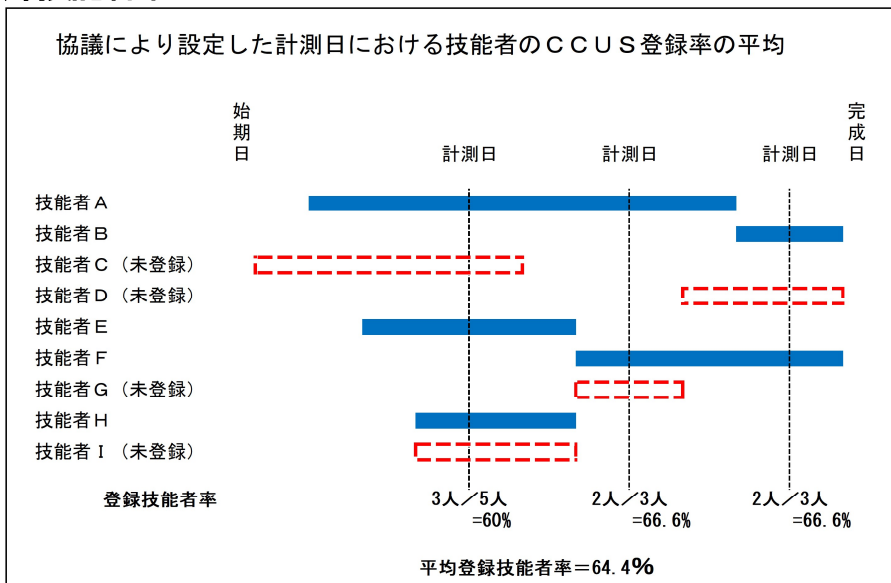 協議により設定した計測日における技能者のCCUS登録率の平均
始期日
完成日
計測日 計測日 計測日
技能者A
技能者B
技能者C(未登録)
技能者D(未登録)
技能者E
技能者F
技能者G(未登録)
技能者H
技能者I(未登録)
登録技能者率 3人/5人 2人/3人 2人/3人
=60% =66.6% =66.6%
平均登録技能者率=64.4%